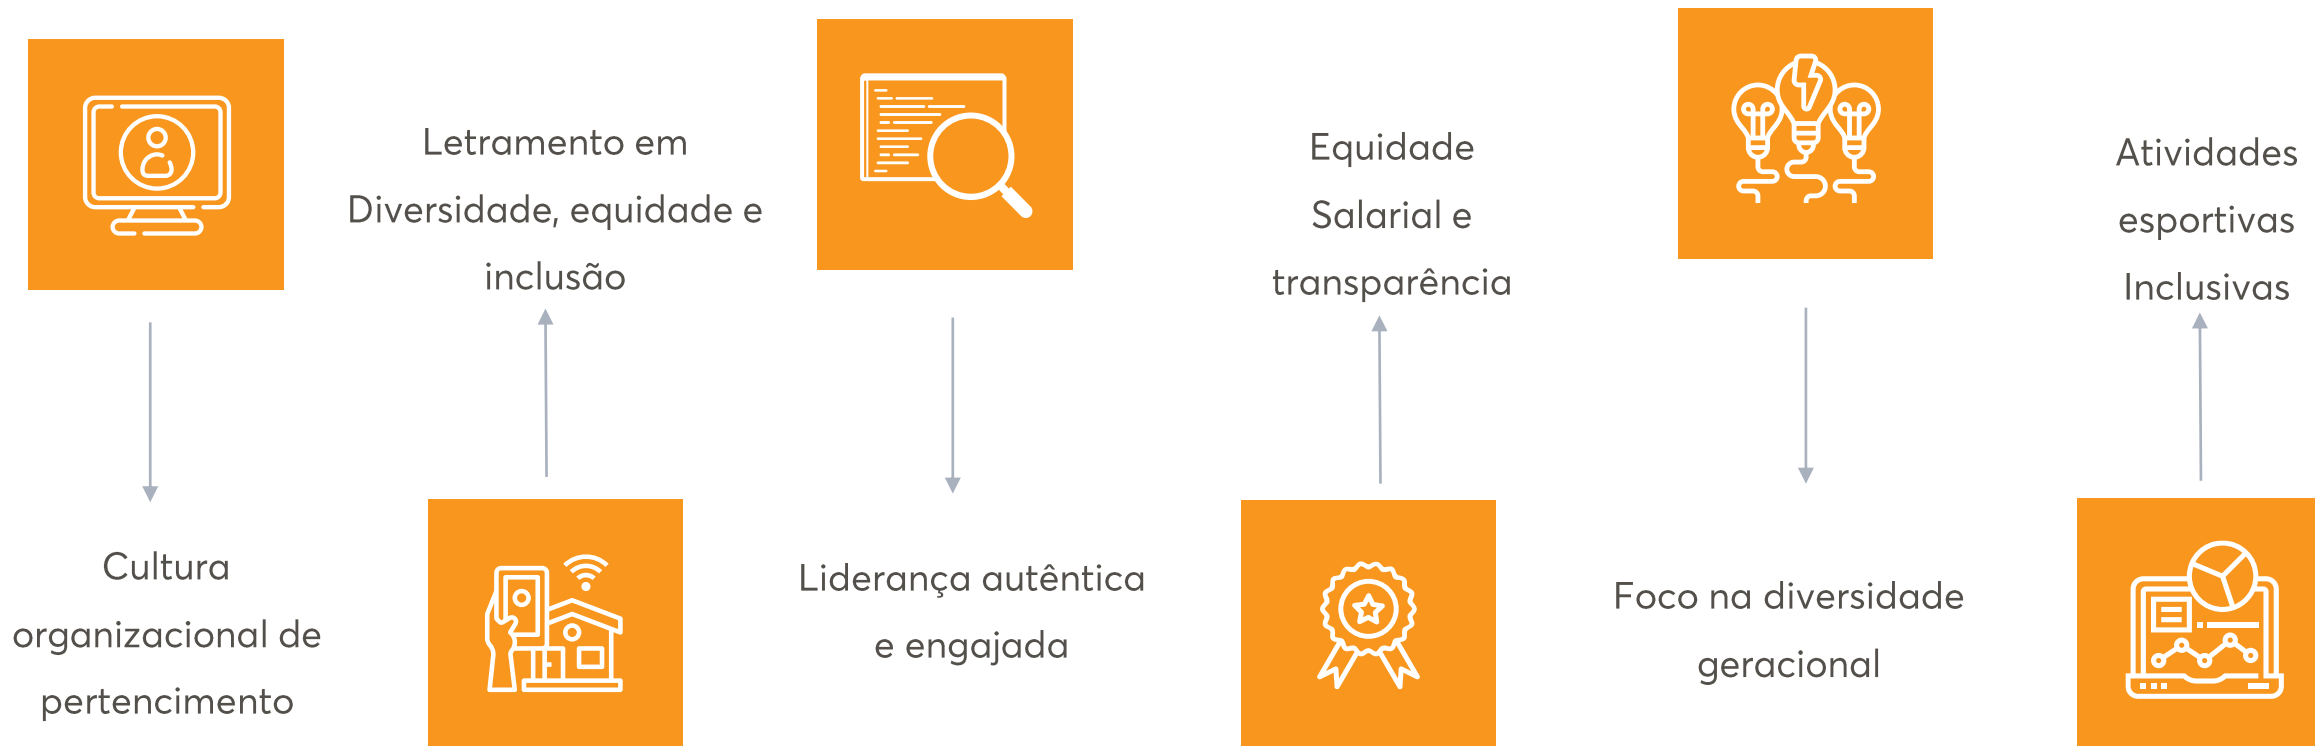 Cultura
organizacional de
pertencimento
Letramento em
Diversidade, equidade e
inclusão
Liderança autêntica
e engajada
Equidade
Salarial e
transparência
Foco na diversidade
geracional
Atividades
esportivas
Inclusivas